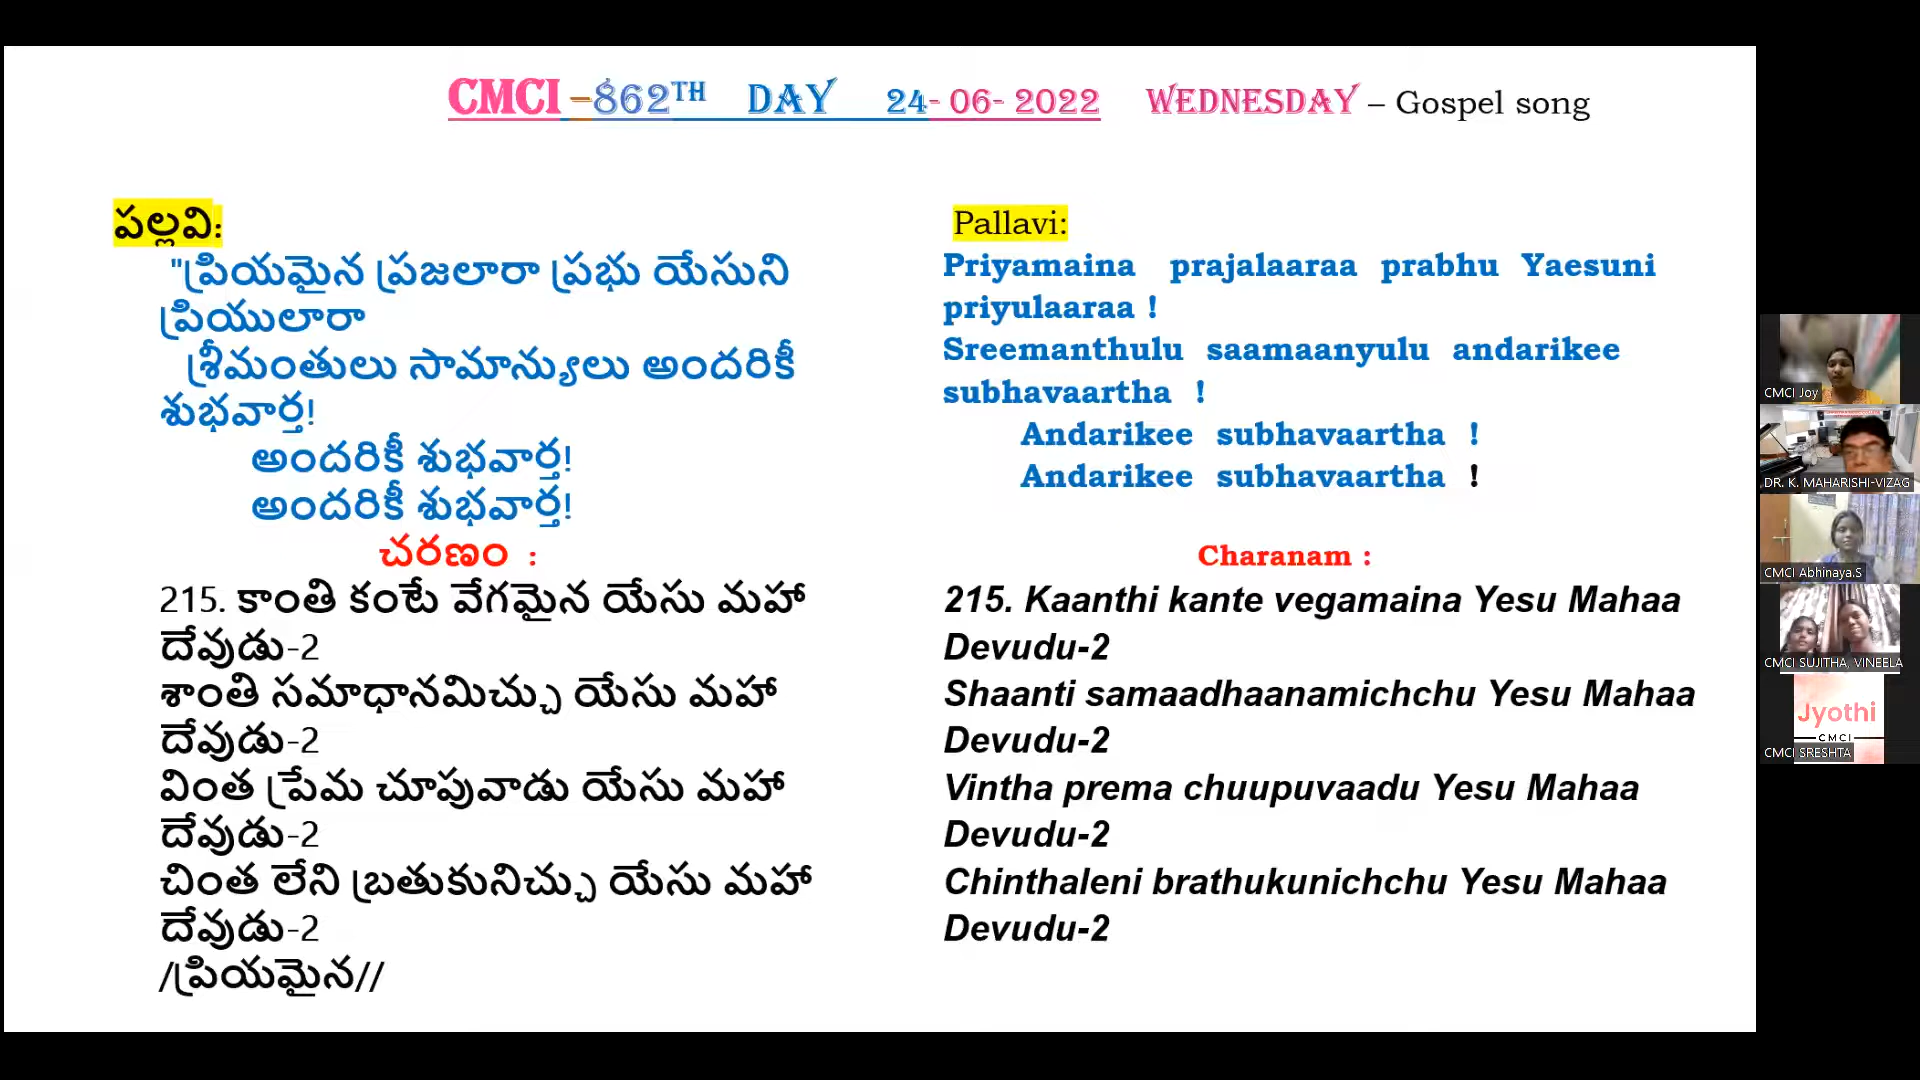 CMCI –862TH DAY 24- 06- 2022 WEDNESDAY – Gospel song
పల్లవి:
"ప్రియమైన ప్రజలారా ప్రభు యేసుని
ప్రియులారా
శ్రీమంతులు సామాన్యులు అందరికీ
శుభవార్త!
అందరికీ శుభవార్త!
అందరికీ శుభవార్త!
చరణం :
215. కాంతి కంటే వేగమైన యేసు మహా
దేవుడు-2
శాంతి సమాధానమిచ్చు యేసు మహా
దేవుడు-2
వింత ప్రేమ చూపువాడు యేసు మహా
దేవుడు-2
చింత లేని బ్రతుకునిచ్చు యేసు మహా
దేవుడు-2
/ప్రియమైన//
Pallavi:
Priyamaina prajalaaraa prabhu Yaesuni
priyulaaraa !
Sreemanthulu saamaanyulu andarikee
subhavaartha !
Andarikee subhavaartha !
Andarikee subhavaartha !
Charanam :
215. Kaanthi kante vegamaina Yesu Mahaa
Devudu-2
Shaanti samaadhaanamichchu Yesu Mahaa
Devudu-2
Vintha prema chuupuvaadu Yesu Mahaa
Devudu-2
Chinthaleni brathukunichchu Yesu Mahaa
Devudu-2
CMCI Joy
DR. K. MAHARISHI-VIZAG
CMCI Abhinaya.S
CMCI SUJITHA, VINEELA
Jyothi
CMCI
CMCI SRESHTA